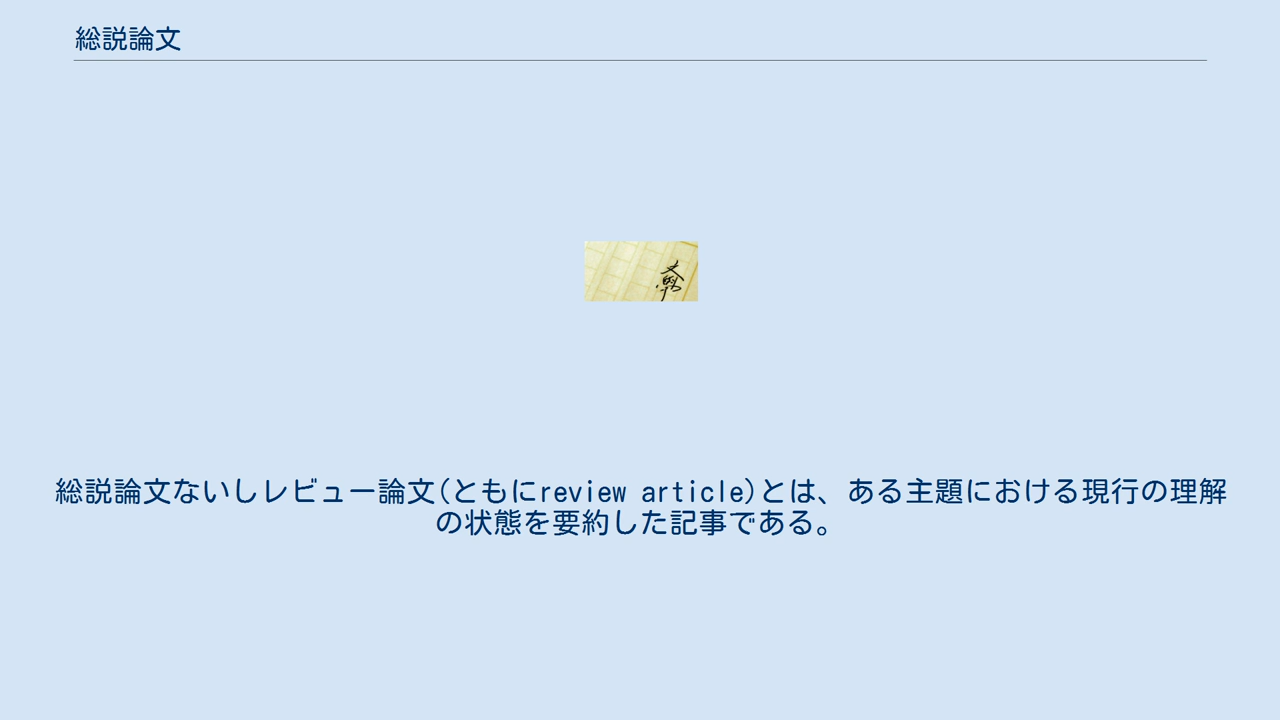 総説論文
総説論文ないしレビュー論文(ともにreview article)とは、ある主題における現行の理解
の状態を要約した記事である。